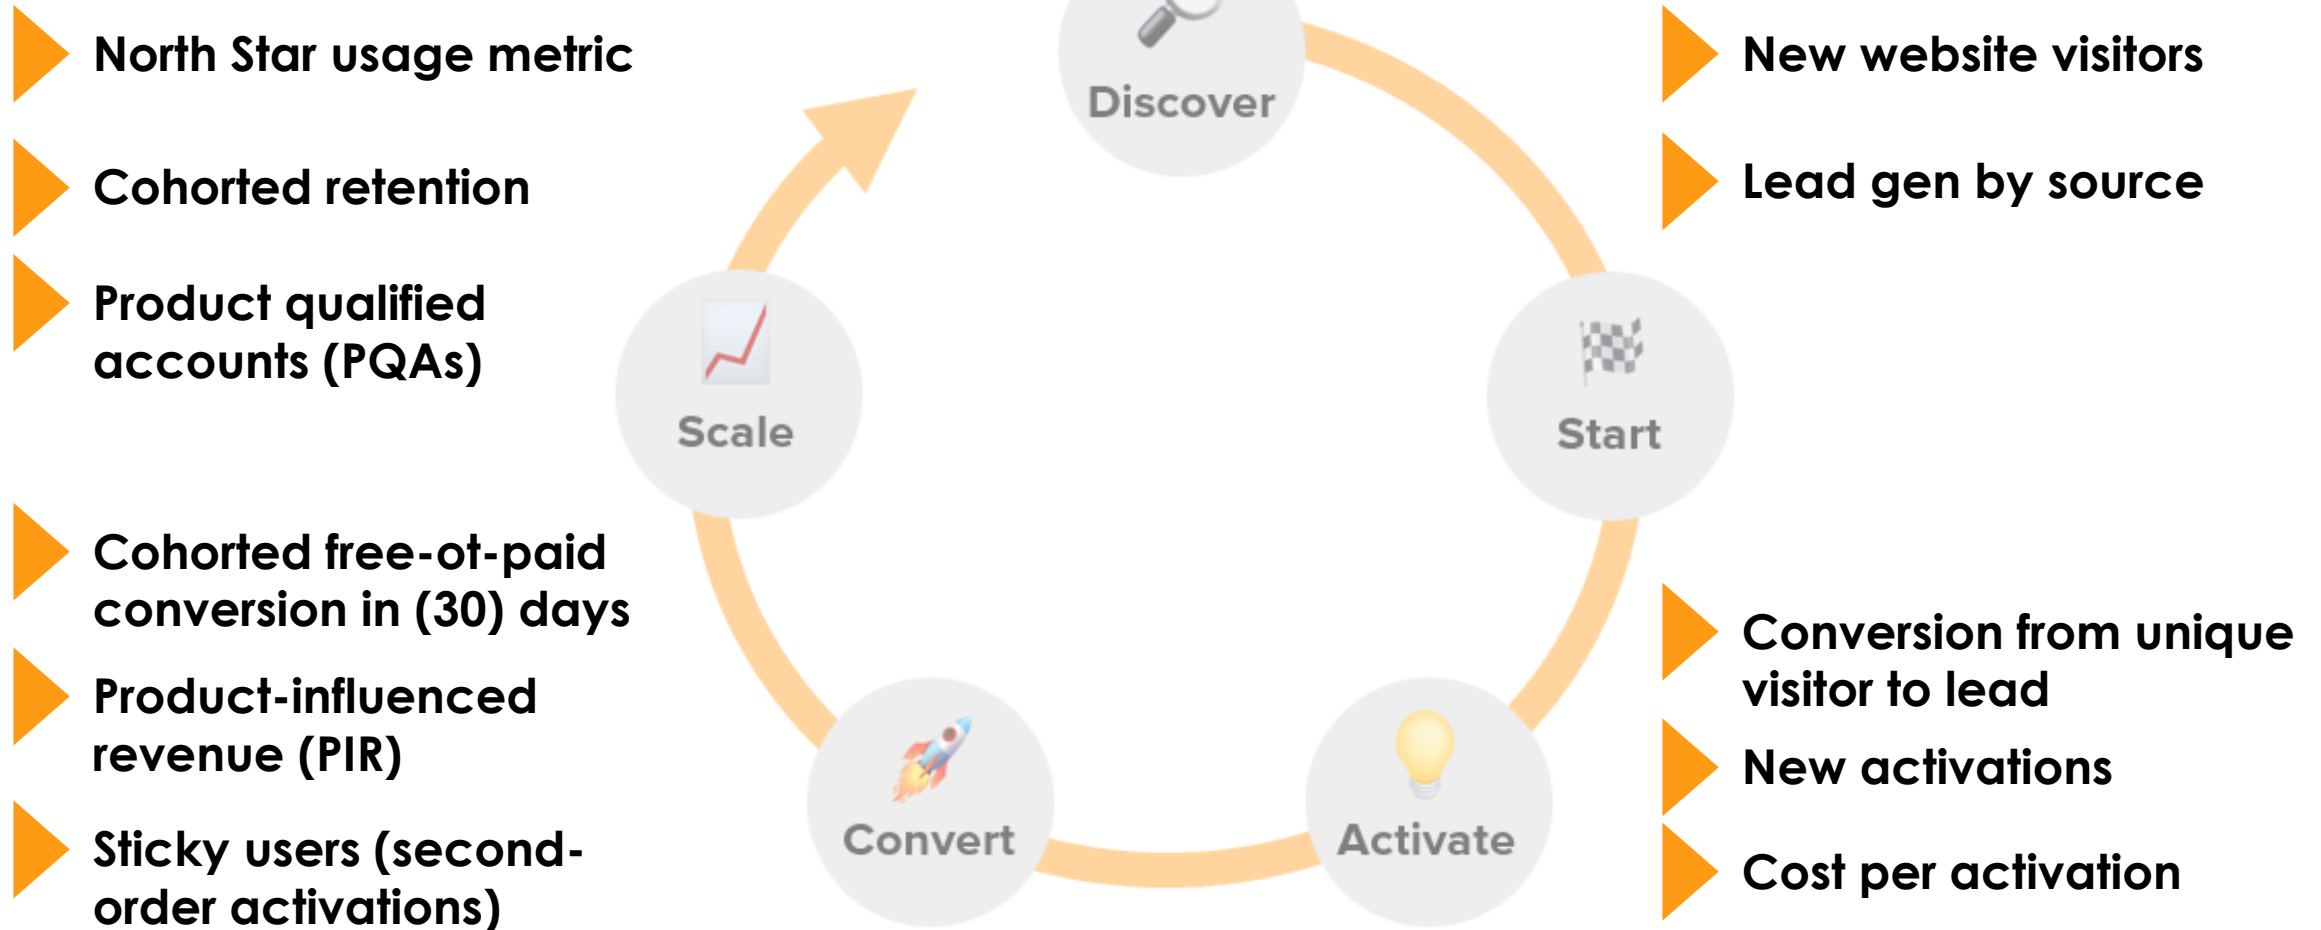 North Star usage metric
Cohorted retention
Product qualified
accounts (PQAs)
Cohorted free-ot-paid
conversion in (30) days
Product-influenced
revenue (PIR)
Sticky users (second-
order activations)
Discover
Scale
Start
Convert
Activate
New website visitors
Lead gen by source
Conversion from unique
visitor to lead
New activations
Cost per activation